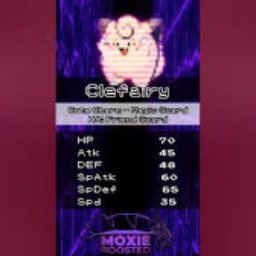 Clefairy
Cute Charm - Magic Guard
HA: Friend Guard
HP 70
Atk 45
DEF 48
SpAtk 60
SpDef 65
Spd 35
MOXIE
BOOSTED